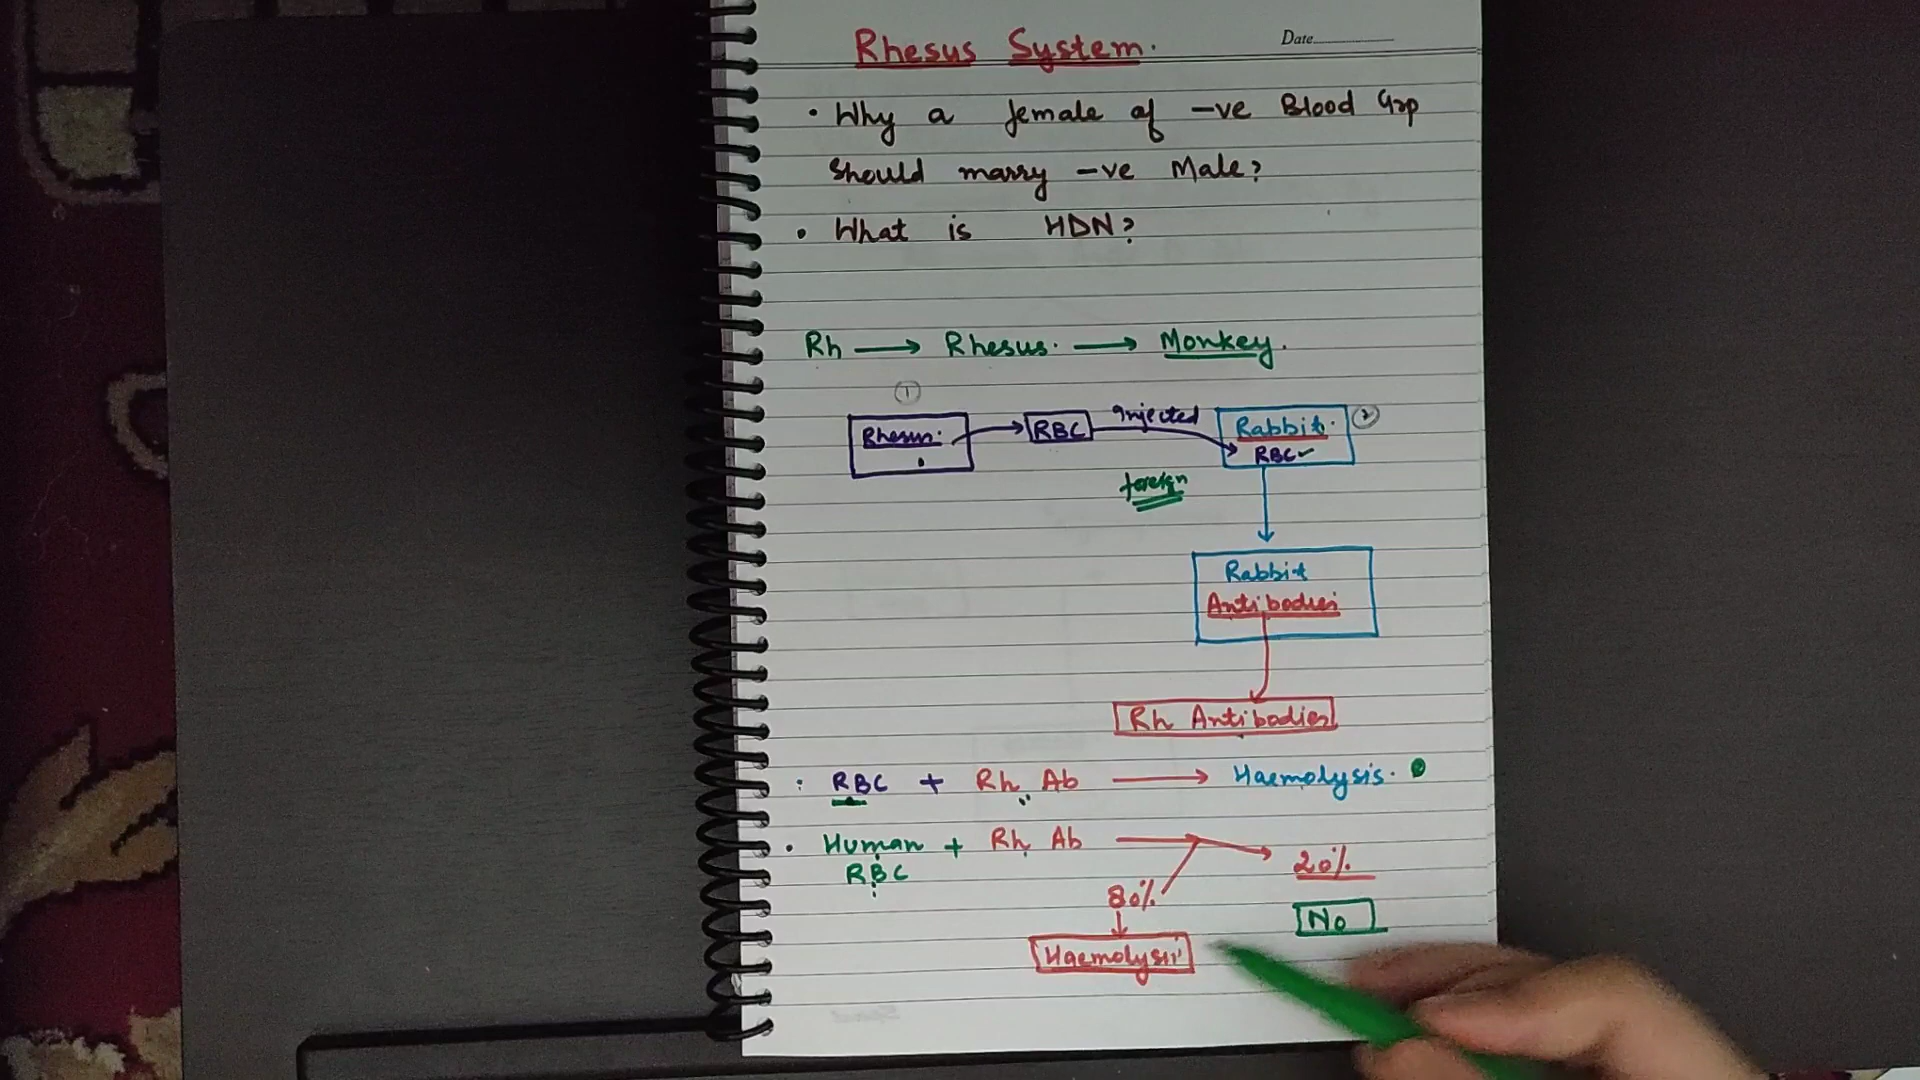 Rhesus System.
Date
• Why a female of -ve Blood Grp
Should marry -ve Male?
• What is HDN?
Rh → Rhesus. → Monkey.
①
Rhesus. → RBC Injected → Rabbit. ②
RBC ✓
foreign
Rabbit
Antibodies
Rh Antibodies
: RBC + Rh Ab → Haemolysis.
• Human + Rh Ab → 20%
RBC
80%
No
Haemolysis